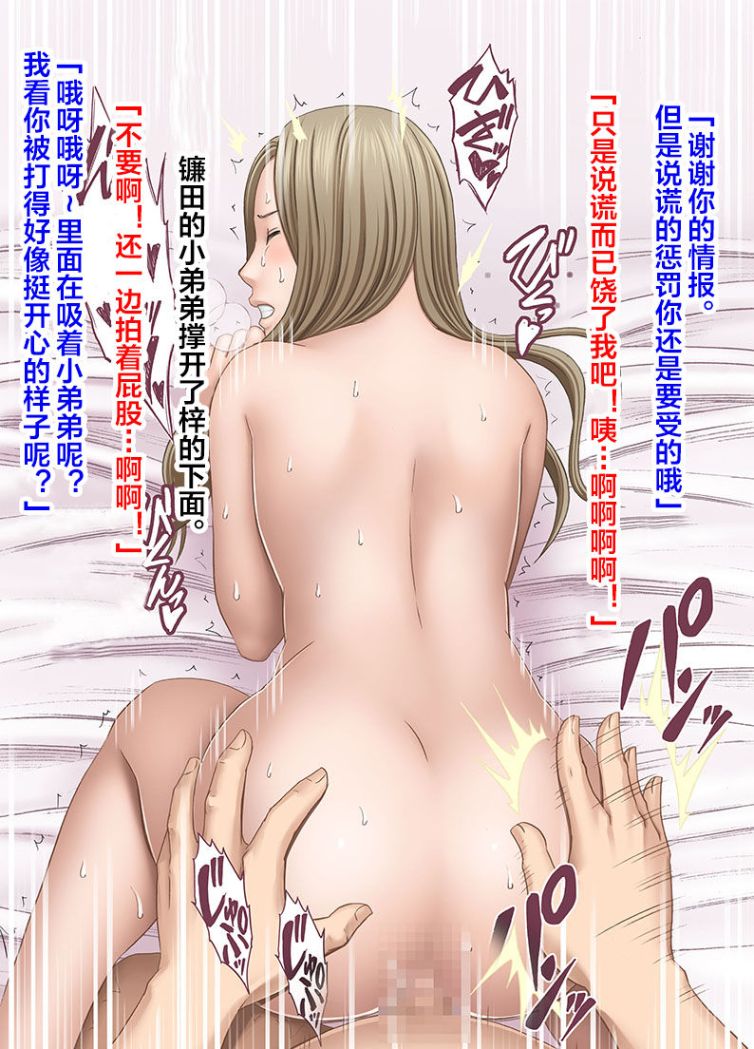 「谢谢你的情报。
但是说谎的惩罚你还是要受的哦」
「只是说谎而已饶了我吧！咦…啊啊啊啊！」
镰田的小弟弟撑开了梓的下面。
「不要啊！还一边拍着屁股…啊啊！」
「哦呀哦呀~里面在吸着小弟弟呢？
我看你被打得好像挺开心的样子呢？」
パンッ
パンッ